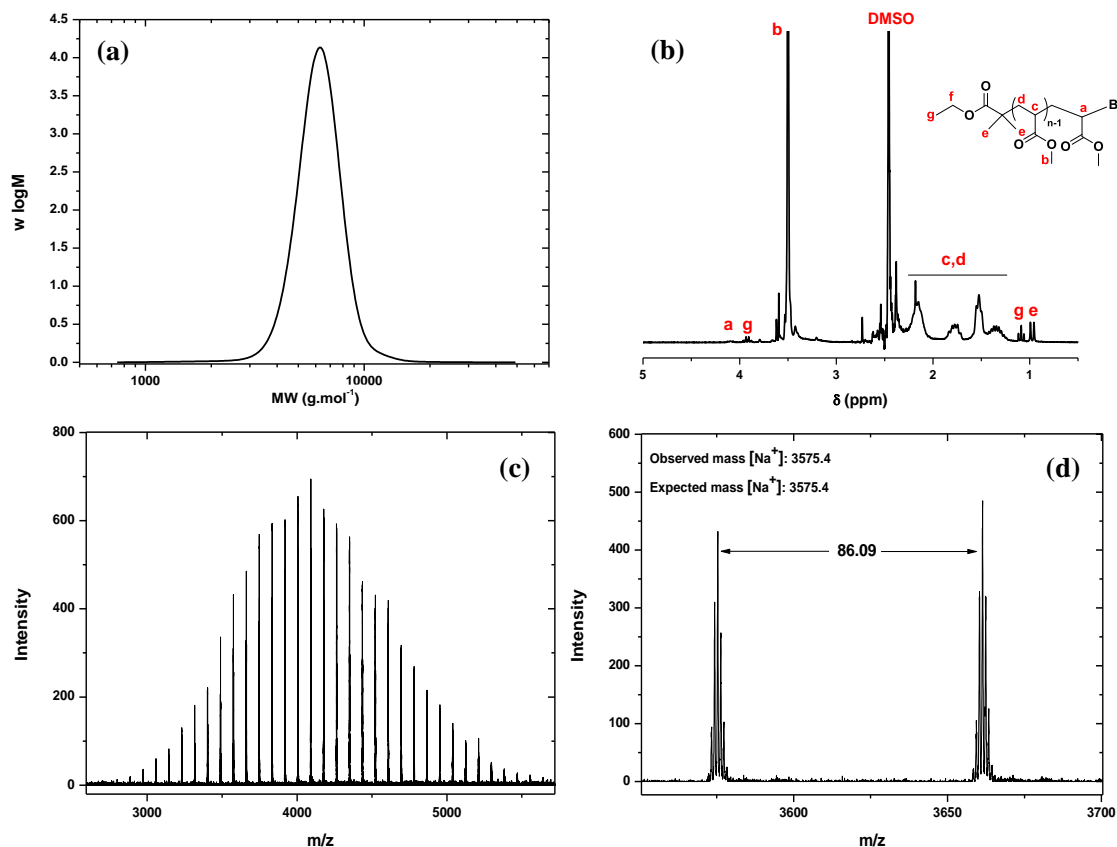 (a)
4.5
4.0
3.5
3.0
2.5
2.0
1.5
1.0
0.5
0.0
w logM
1000
10000
MW (g.mol⁻¹)
(b)
b
DMSO
c,d
a
g
g
e
O
f
g
O
e
e
d
c
n-1
a
B
O
O
b
O
O
5
4
3
2
1
δ (ppm)
(c)
800
600
400
200
0
Intensity
3000
4000
5000
m/z
(d)
Observed mass [Na⁺]: 3575.4
Expected mass [Na⁺]: 3575.4
86.09
600
500
400
300
200
100
0
Intensity
3600
3650
3700
m/z